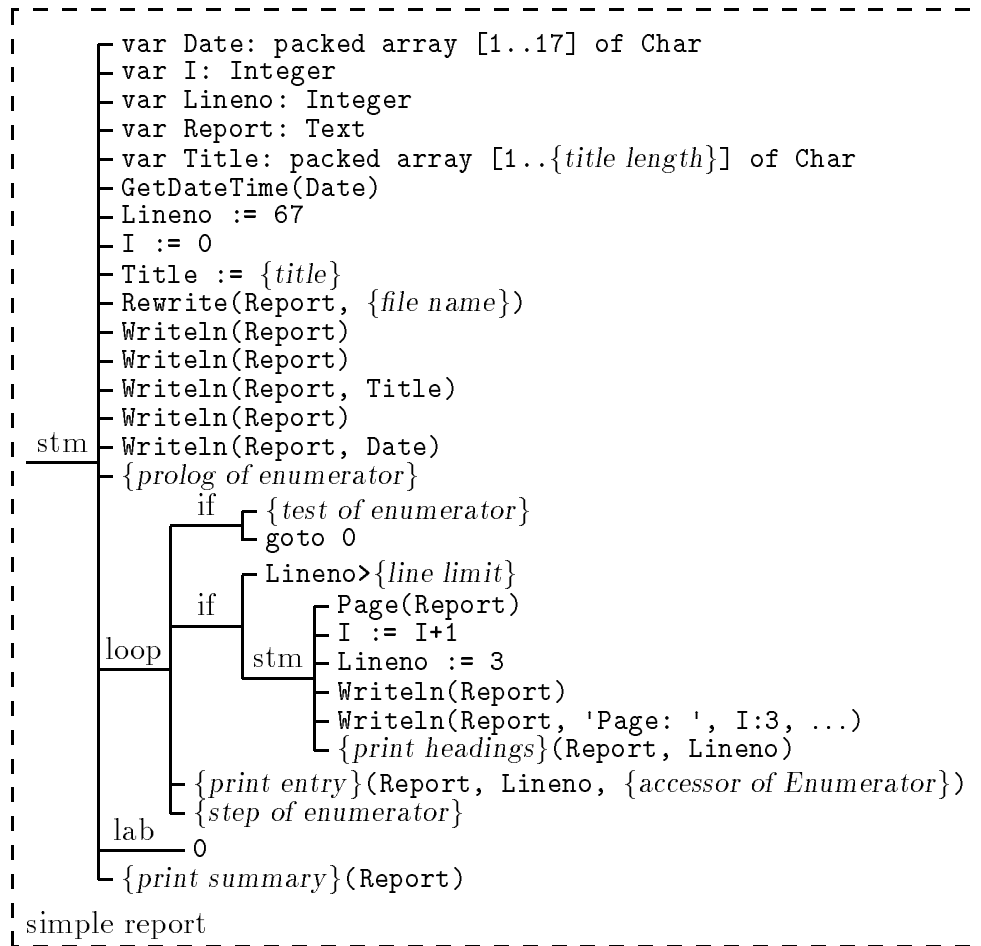 var Date: packed array [1..17] of Char
var I: Integer
var Lineno: Integer
var Report: Text
var Title: packed array [1..{title length}] of Char
GetDateTime(Date)
Lineno := 67
I := 0
Title := {title}
Rewrite(Report, {file name})
Writeln(Report)
Writeln(Report)
Writeln(Report, Title)
Writeln(Report)
stm
Writeln(Report, Date)
{prolog of enumerator}
if
{test of enumerator}
goto 0
Lineno>{line limit}
if
Page(Report)
I := I+1
loop
stm
Lineno := 3
Writeln(Report)
Writeln(Report, 'Page: ', I:3, ...)
{print headings}(Report, Lineno)
{print entry}(Report, Lineno, {accessor of Enumerator})
{step of enumerator}
lab
0
{print summary}(Report)
simple report